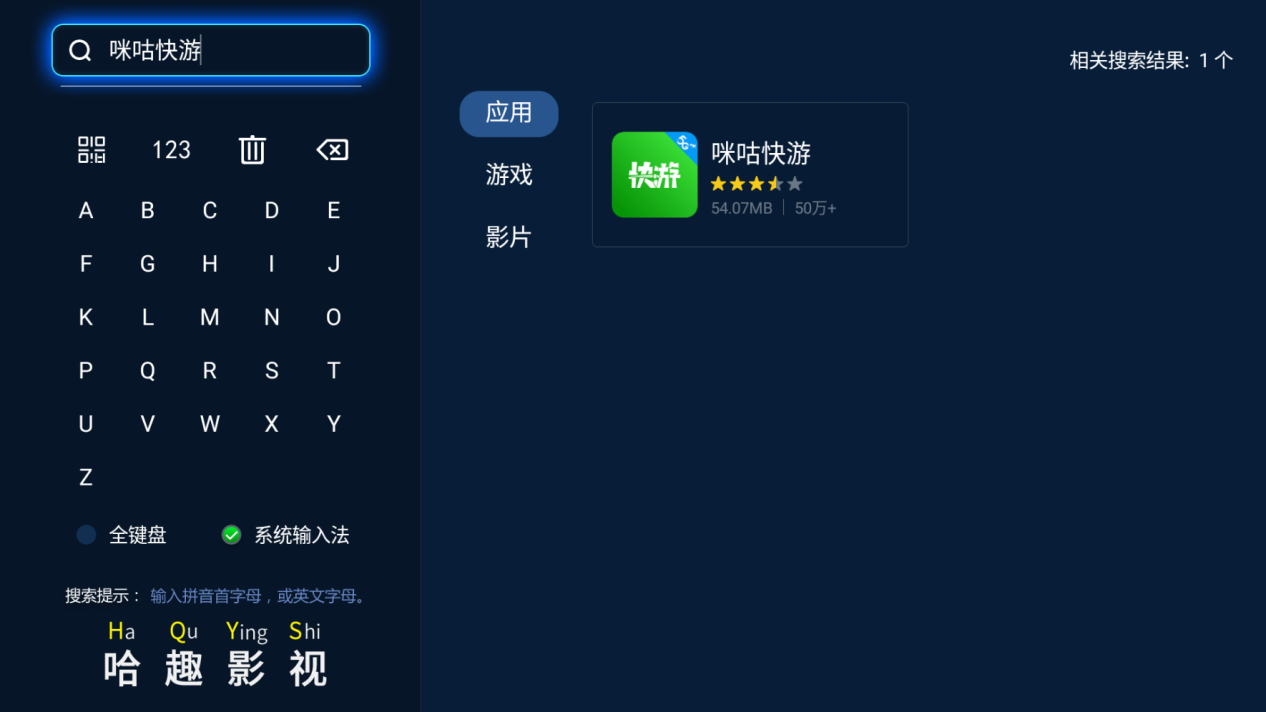 咪咕快游
123
A B C D E
F G H I J
K L M N O
P Q R S T
U V W X Y
Z
全键盘 系统输入法
搜索提示： 输入拼音首字母，或英文字母。
Ha Qu Ying Shi
哈趣影视
相关搜索结果: 1 个
应用
游戏
影片
快游
5G
咪咕快游
54.07MB | 50万+